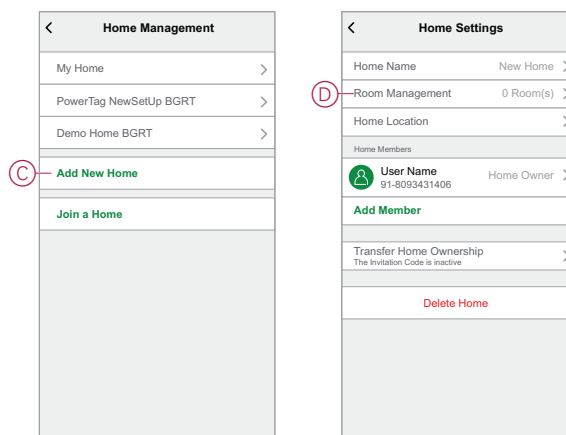 Home Management
My Home
PowerTag NewSetUp BGRT
Demo Home BGRT
C
Add New Home
Join a Home
Home Settings
Home Name New Home
D
Room Management 0 Room(s)
Home Location
Home Members
User Name Home Owner
91-8093431406
Add Member
Transfer Home Ownership
The Invitation Code is inactive
Delete Home